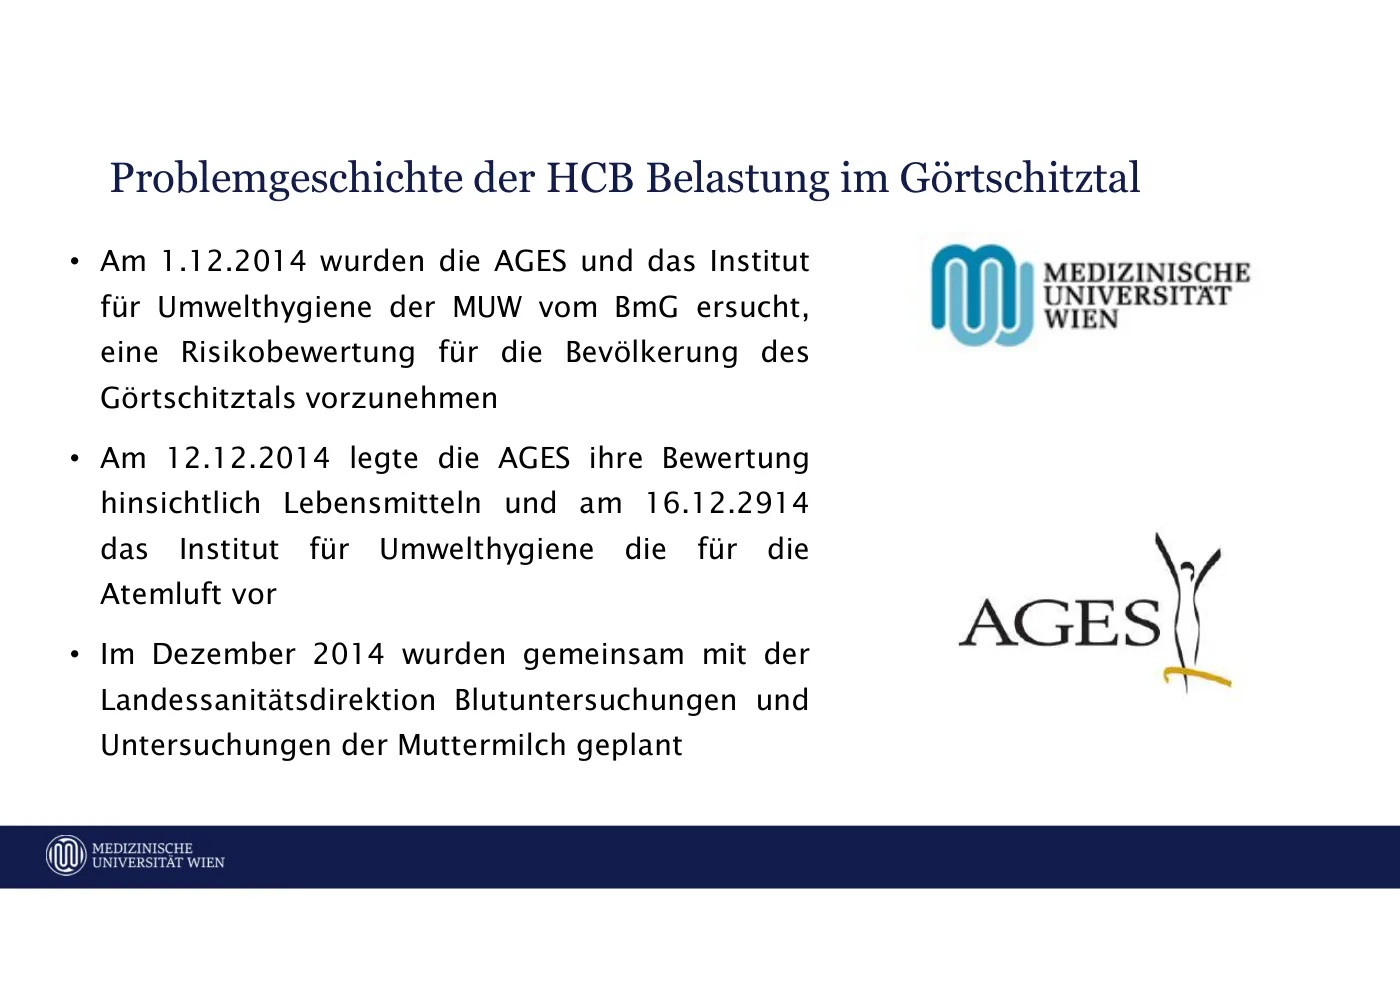 Problemgeschichte der HCB Belastung im Görtschitztal
• Am 1.12.2014 wurden die AGES und das Institut
für Umwelthygiene der MUW vom BmG ersucht,
eine Risikobewertung für die Bevölkerung des
Görtschitztals vorzunehmen
• Am 12.12.2014 legte die AGES ihre Bewertung
hinsichtlich Lebensmitteln und am 16.12.2914
das Institut für Umwelthygiene die für die
Atemluft vor
• Im Dezember 2014 wurden gemeinsam mit der
Landessanitätsdirektion Blutuntersuchungen und
Untersuchungen der Muttermilch geplant
MEDIZINISCHE
UNIVERSITÄT
WIEN
AGES
MEDIZINISCHE
UNIVERSITÄT WIEN